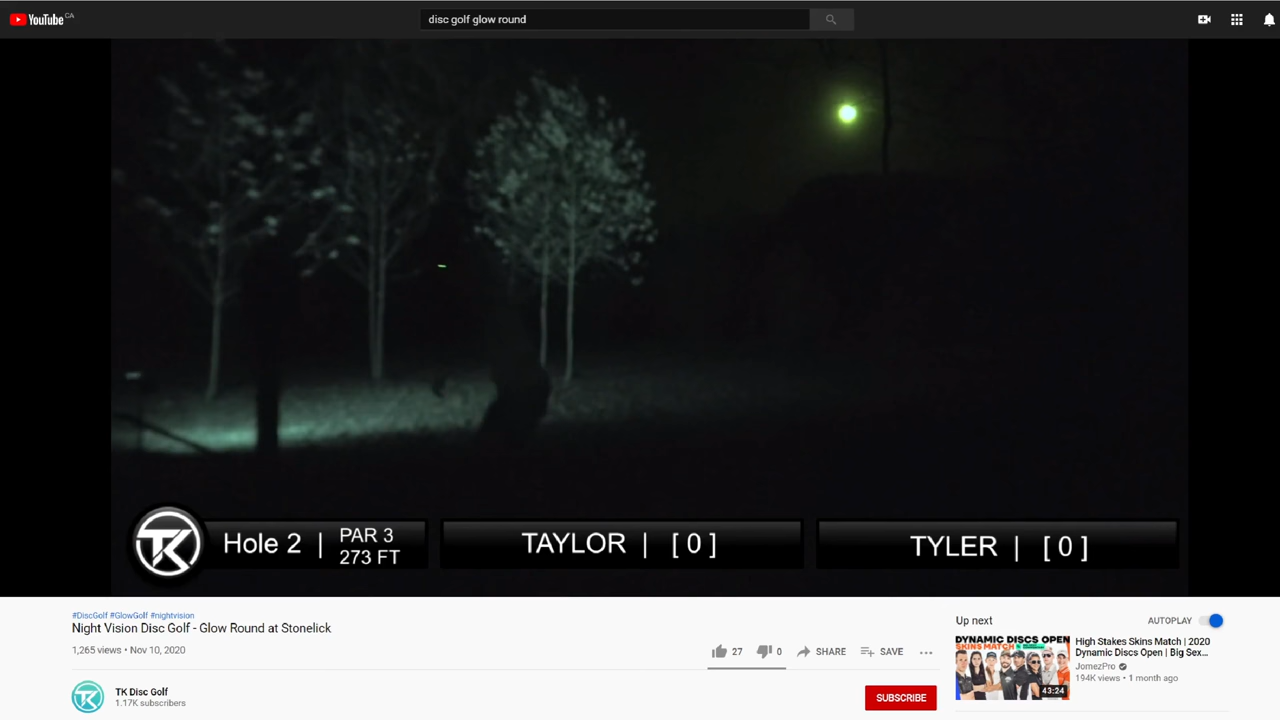 YouTube CA
disc golf glow round
TK
Hole 2 | PAR 3
273 FT
TAYLOR | [ 0 ]
TYLER | [ 0 ]
#DiscGolf #GlowGolf #nightvision
Night Vision Disc Golf - Glow Round at Stonelick
1,265 views • Nov 10, 2020
27
0
SHARE
SAVE
TK
TK Disc Golf
1.17K subscribers
SUBSCRIBE
Up next
AUTOPLAY
DYNAMIC DISCS OPEN
SKINS MATCH
43:24
High Stakes Skins Match | 2020
Dynamic Discs Open | Big Sex...
JomezPro
194K views • 1 month ago